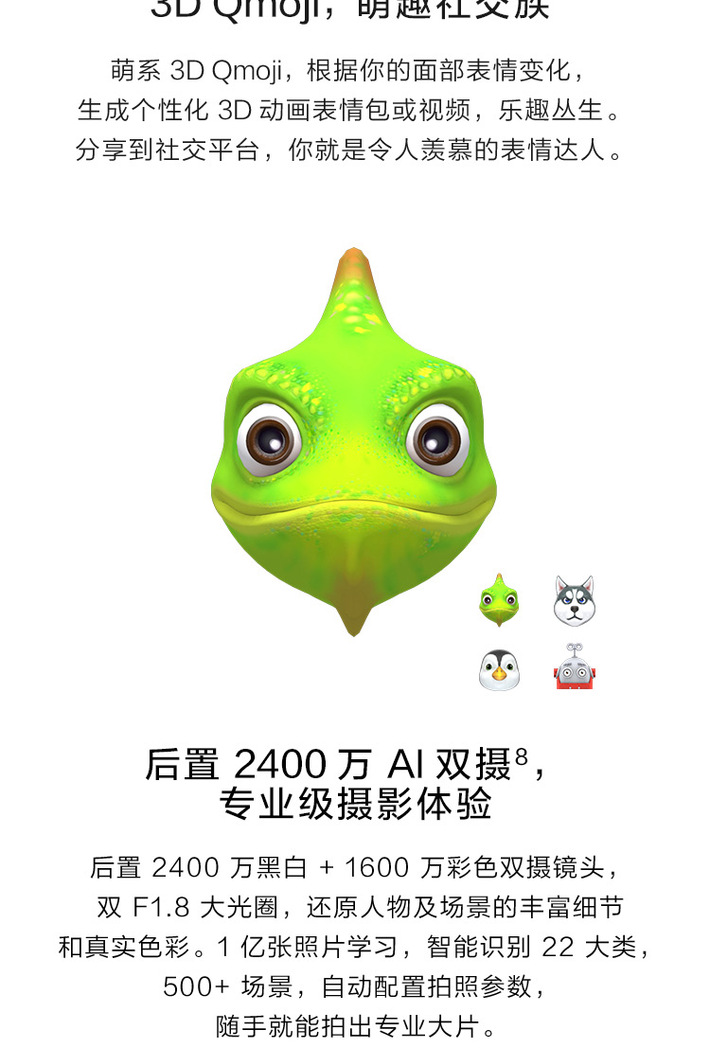 3D Qmoji，萌趣社交族
萌系 3D Qmoji，根据你的面部表情变化，
生成个性化 3D 动画表情包或视频，乐趣丛生。
分享到社交平台，你就是令人羡慕的表情达人。
后置 2400 万 AI 双摄⁸，
专业级摄影体验
后置 2400 万黑白 + 1600 万彩色双摄镜头，
双 F1.8 大光圈，还原人物及场景的丰富细节
和真实色彩。1 亿张照片学习，智能识别 22 大类，
500+ 场景，自动配置拍照参数，
随手就能拍出专业大片。